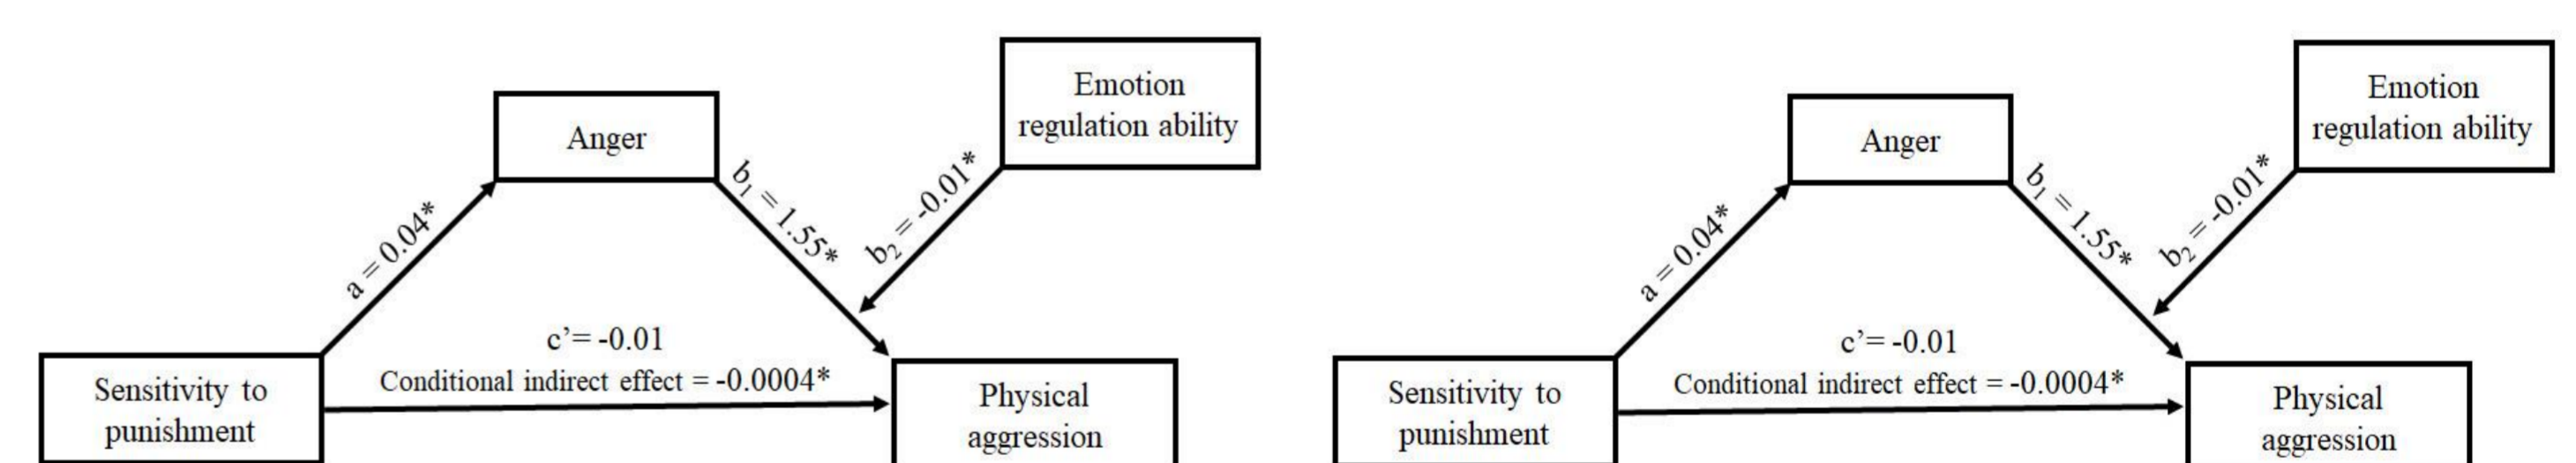 Emotion
regulation ability
Anger
b1 = 1.55*
b2 = -0.01*
a = 0.04*
c’= -0.01
Conditional indirect effect = -0.0004*
Sensitivity to
punishment
Physical
aggression
Emotion
regulation ability
Anger
b1 = 1.55*
b2 = -0.01*
a = 0.04*
c’= -0.01
Conditional indirect effect = -0.0004*
Sensitivity to
punishment
Physical
aggression